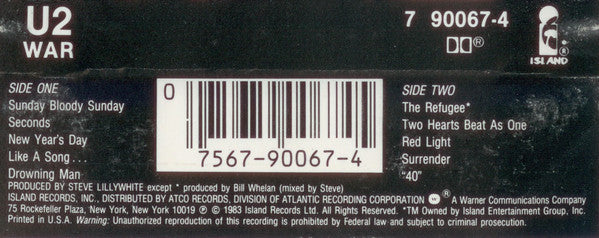 U2
WAR
7 90067-4
ISLAND
®
®
SIDE ONE
Sunday Bloody Sunday
Seconds
New Year's Day
Like A Song...
Drowning Man
0
7567-90067-4
SIDE TWO
The Refugee*
Two Hearts Beat As One
Red Light
Surrender
"40"
PRODUCED BY STEVE LILLYWHITE except * produced by Bill Whelan (mixed by Steve)
ISLAND RECORDS, INC., DISTRIBUTED BY ATCO RECORDS, DIVISION OF ATLANTIC RECORDING CORPORATION ® A Warner Communications Company
75 Rockefeller Plaza, New York, New York 10019 ℗ © 1983 Island Records Ltd. *TM Owned by Island Entertainment Group, Inc.
Printed in U.S.A. Warning: Unauthorized reproduction of this recording is prohibited by Federal law and subject to criminal prosecution.